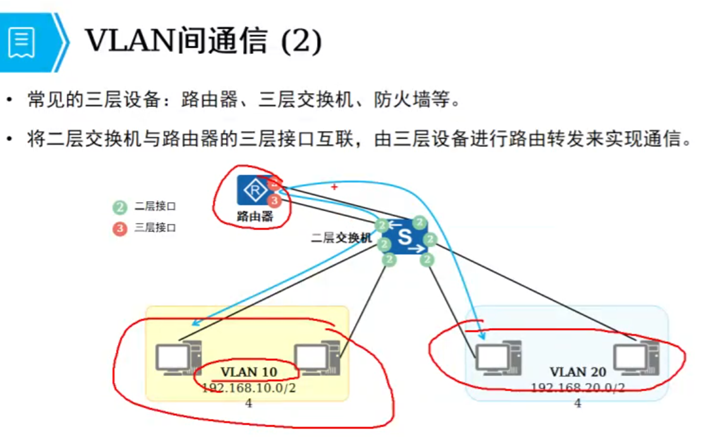 VLAN间通信 (2)
• 常见的三层设备：路由器、三层交换机、防火墙等。
• 将二层交换机与路由器的三层接口互联，由三层设备进行路由转发来实现通信。
2 二层接口
3 三层接口
R
3
3
路由器
二层交换机
S
2
2
2
2
2
2
VLAN 10
192.168.10.0/2
4
VLAN 20
192.168.20.0/2
4